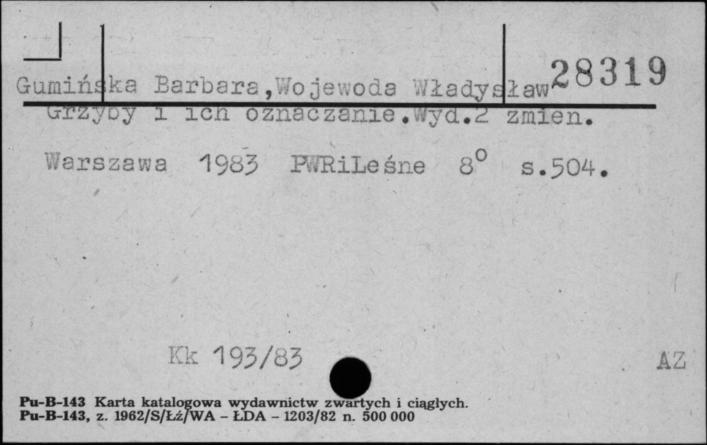 28319
Gumińska Barbara,Wojewoda Władysław
Grzyby i ich oznaczanie.Wyd.2 zmien.
Warszawa 1983 PWRiLeśne 8° s.504.
Kk 193/83
AZ
Pu-B-143 Karta katalogowa wydawnictw zwartych i ciągłych.
Pu-B-143, z. 1962/S/Łź/WA - ŁDA - 1203/82 n. 500 000